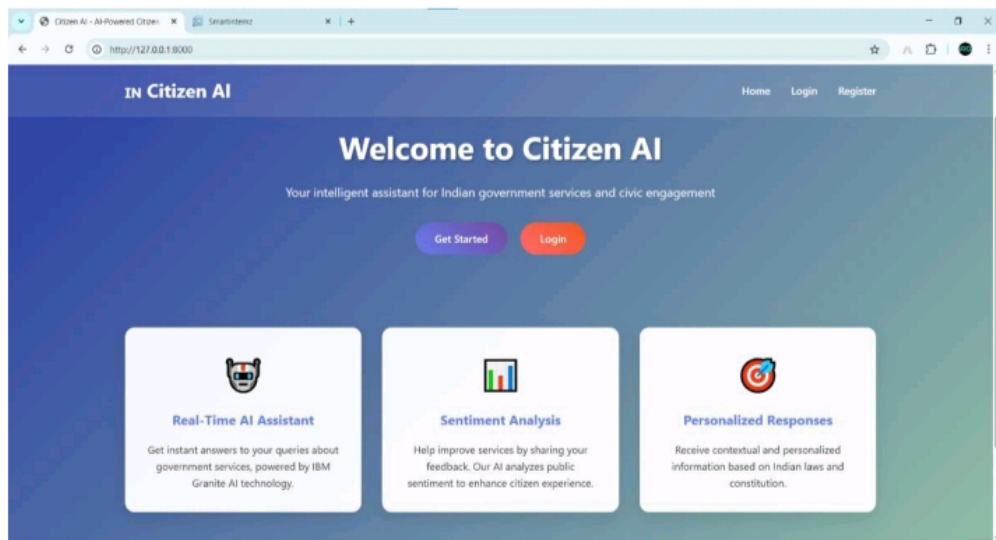 Citizen AI - AI-Powered Citizen
Smartinternz
http://127.0.0.1:8000
IN Citizen AI
Home Login Register
Welcome to Citizen AI
Your intelligent assistant for Indian government services and civic engagement
Get Started Login
Real-Time AI Assistant
Get instant answers to your queries about
government services, powered by IBM
Granite AI technology.
Sentiment Analysis
Help improve services by sharing your
feedback. Our AI analyzes public
sentiment to enhance citizen experience.
Personalized Responses
Receive contextual and personalized
information based on Indian laws and
constitution.